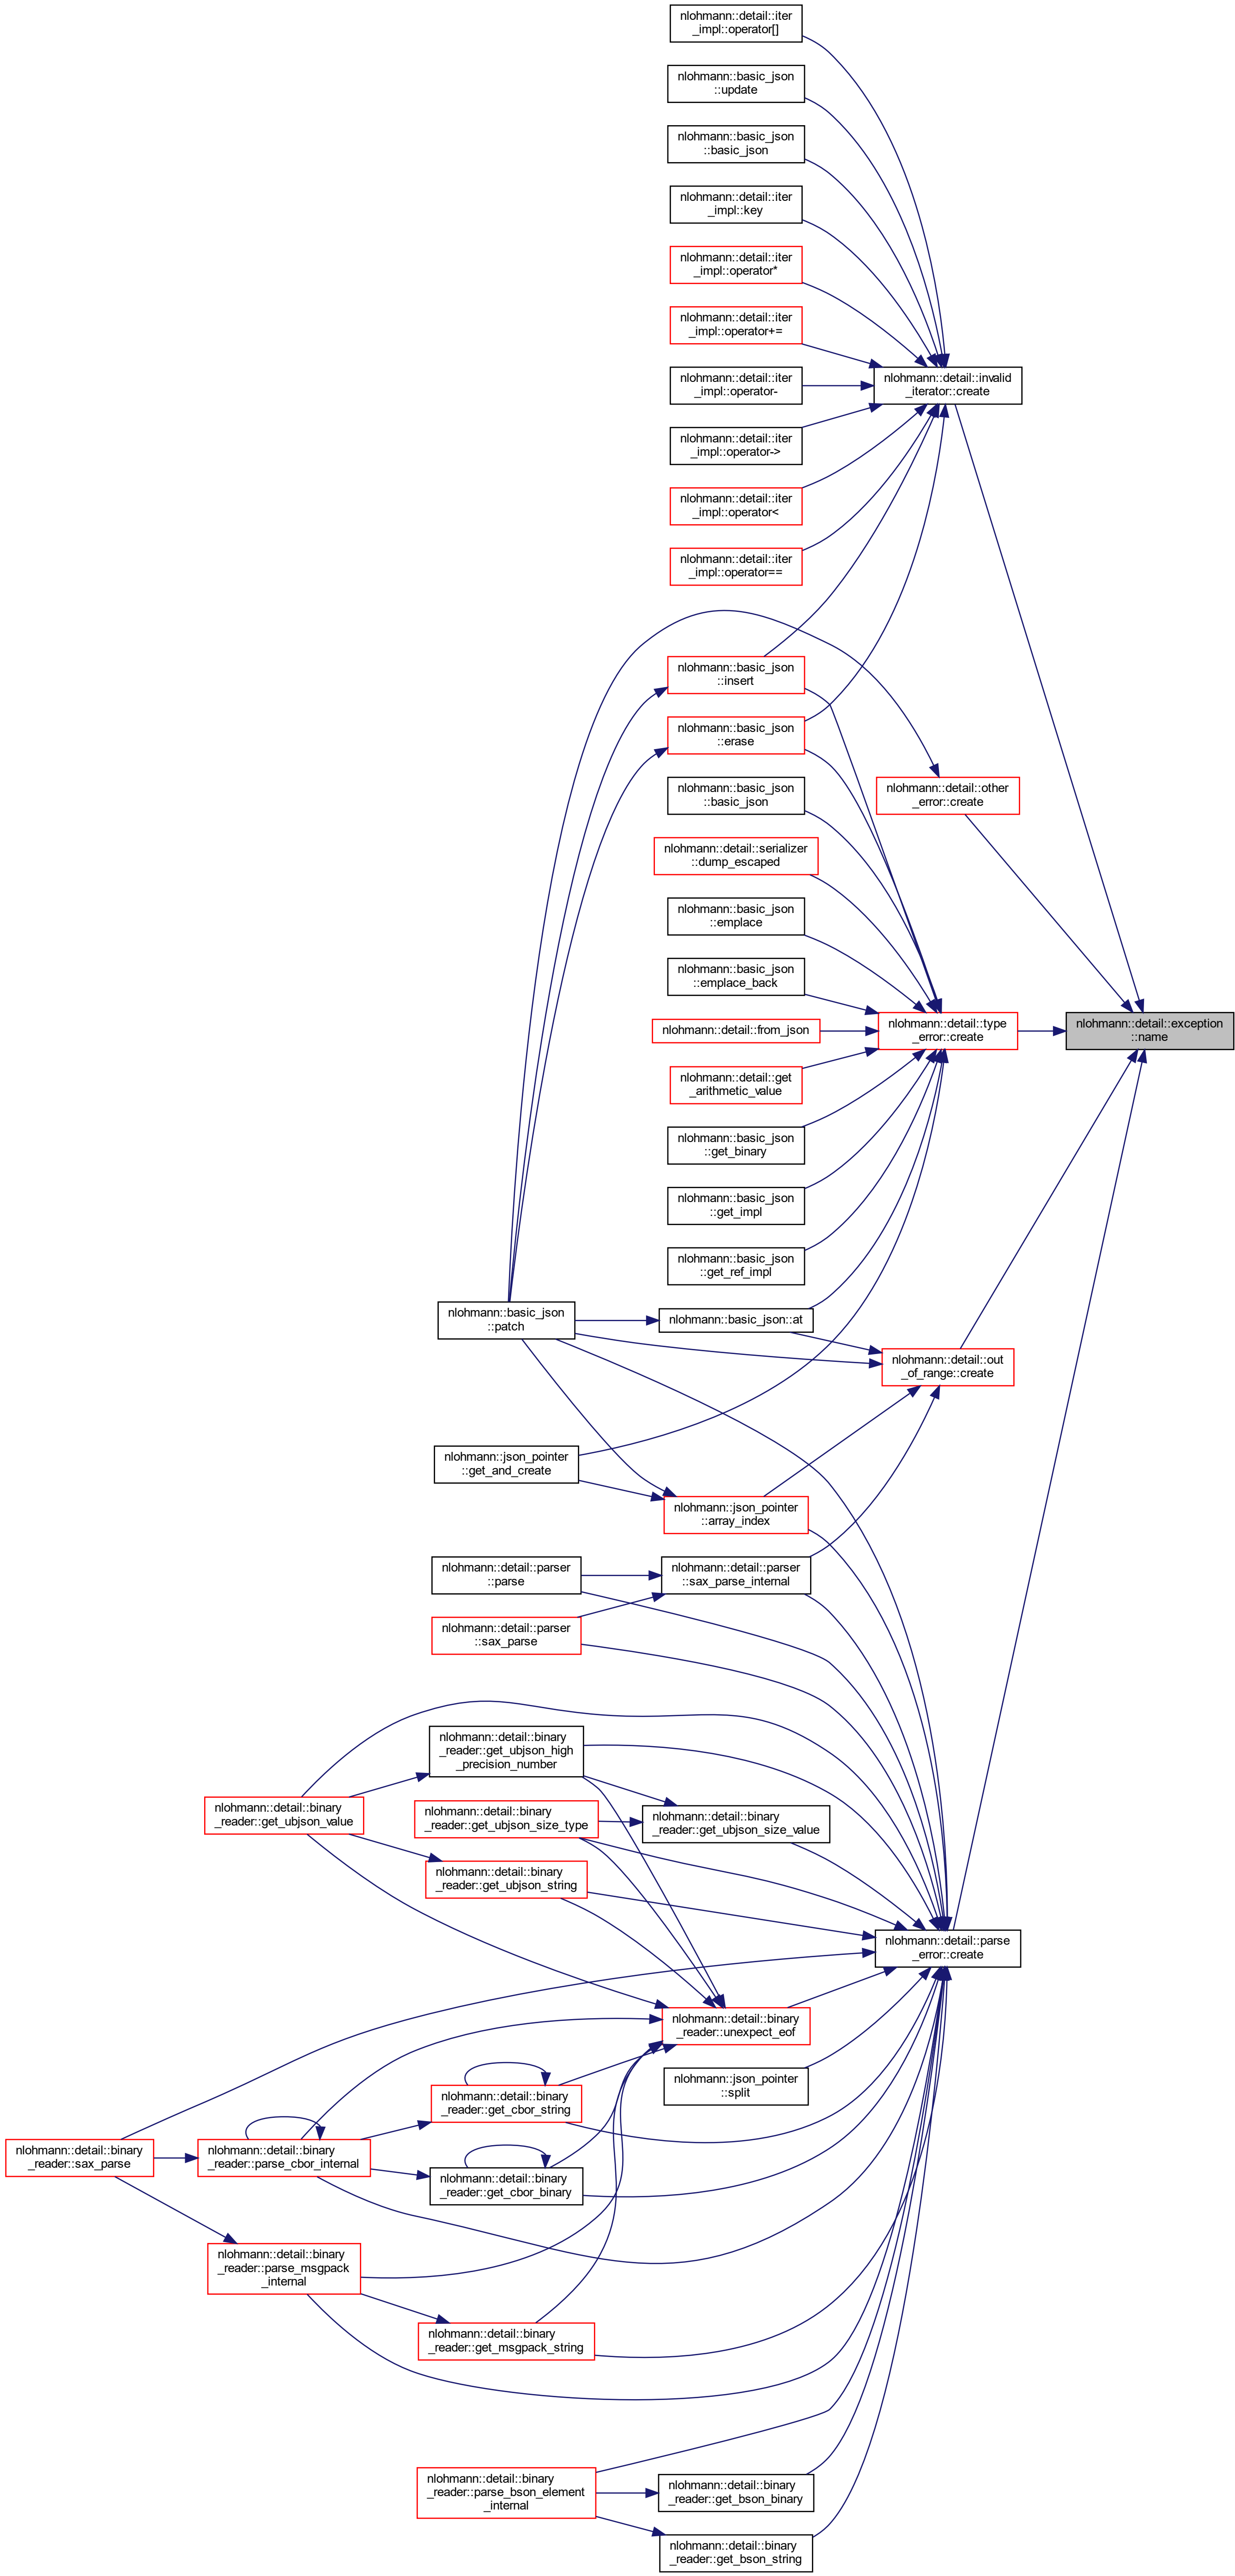 nlohmann::detail::iter
_impl::operator[]
nlohmann::basic_json
::update
nlohmann::basic_json
::basic_json
nlohmann::detail::iter
_impl::key
nlohmann::detail::iter
_impl::operator*
nlohmann::detail::iter
_impl::operator+=
nlohmann::detail::iter
_impl::operator-
nlohmann::detail::invalid
_iterator::create
nlohmann::detail::iter
_impl::operator->
nlohmann::detail::iter
_impl::operator<
nlohmann::detail::iter
_impl::operator==
nlohmann::basic_json
::insert
nlohmann::basic_json
::erase
nlohmann::basic_json
::basic_json
nlohmann::detail::other
_error::create
nlohmann::detail::serializer
::dump_escaped
nlohmann::basic_json
::emplace
nlohmann::basic_json
::emplace_back
nlohmann::detail::from_json
nlohmann::detail::type
_error::create
nlohmann::detail::exception
::name
nlohmann::detail::get
_arithmetic_value
nlohmann::basic_json
::get_binary
nlohmann::basic_json
::get_impl
nlohmann::basic_json
::get_ref_impl
nlohmann::basic_json
::patch
nlohmann::basic_json::at
nlohmann::detail::out
_of_range::create
nlohmann::json_pointer
::get_and_create
nlohmann::json_pointer
::array_index
nlohmann::detail::parser
::parse
nlohmann::detail::parser
::sax_parse_internal
nlohmann::detail::parser
::sax_parse
nlohmann::detail::binary
_reader::get_ubjson_high
_precision_number
nlohmann::detail::binary
_reader::get_ubjson_value
nlohmann::detail::binary
_reader::get_ubjson_size_type
nlohmann::detail::binary
_reader::get_ubjson_size_value
nlohmann::detail::binary
_reader::get_ubjson_string
nlohmann::detail::parse
_error::create
nlohmann::detail::binary
_reader::unexpect_eof
nlohmann::json_pointer
::split
nlohmann::detail::binary
_reader::get_cbor_string
nlohmann::detail::binary
_reader::sax_parse
nlohmann::detail::binary
_reader::parse_cbor_internal
nlohmann::detail::binary
_reader::get_cbor_binary
nlohmann::detail::binary
_reader::parse_msgpack
_internal
nlohmann::detail::binary
_reader::get_msgpack_string
nlohmann::detail::binary
_reader::parse_bson_element
_internal
nlohmann::detail::binary
_reader::get_bson_binary
nlohmann::detail::binary
_reader::get_bson_string